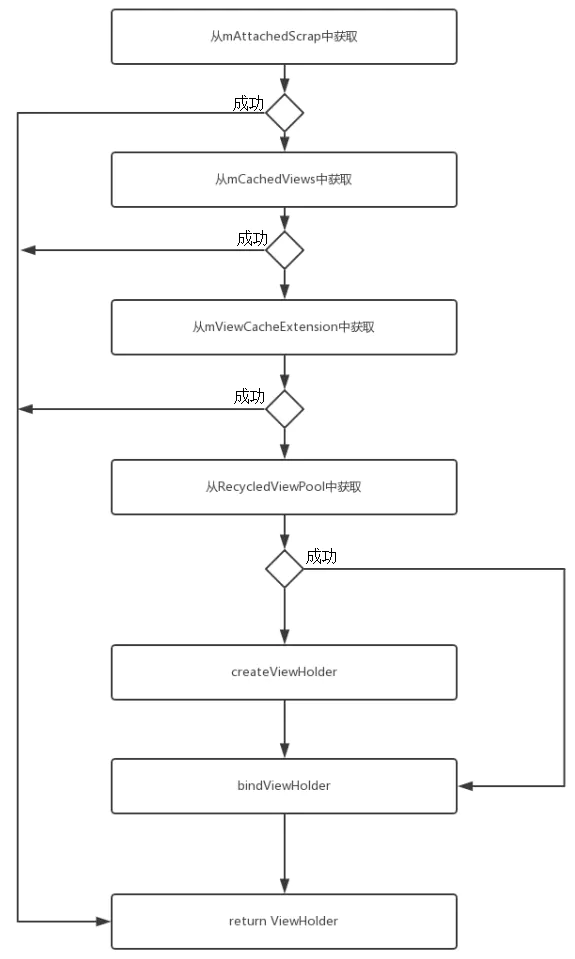 从mAttachedScrap中获取
成功
从mCachedViews中获取
成功
从mViewCacheExtension中获取
成功
从RecycledViewPool中获取
成功
createViewHolder
bindViewHolder
return ViewHolder